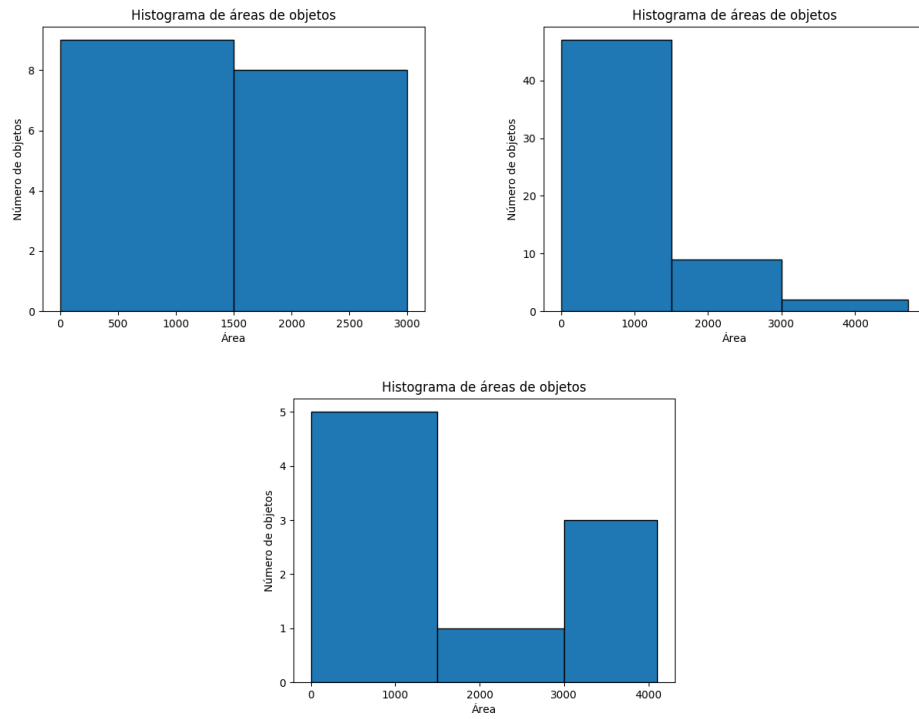 Histograma de áreas de objetos
Número de objetos
8
6
4
2
0
0 500 1000 1500 2000 2500 3000
Área
Histograma de áreas de objetos
Número de objetos
40
30
20
10
0
0 1000 2000 3000 4000
Área
Histograma de áreas de objetos
Número de objetos
5
4
3
2
1
0
0 1000 2000 3000 4000
Área